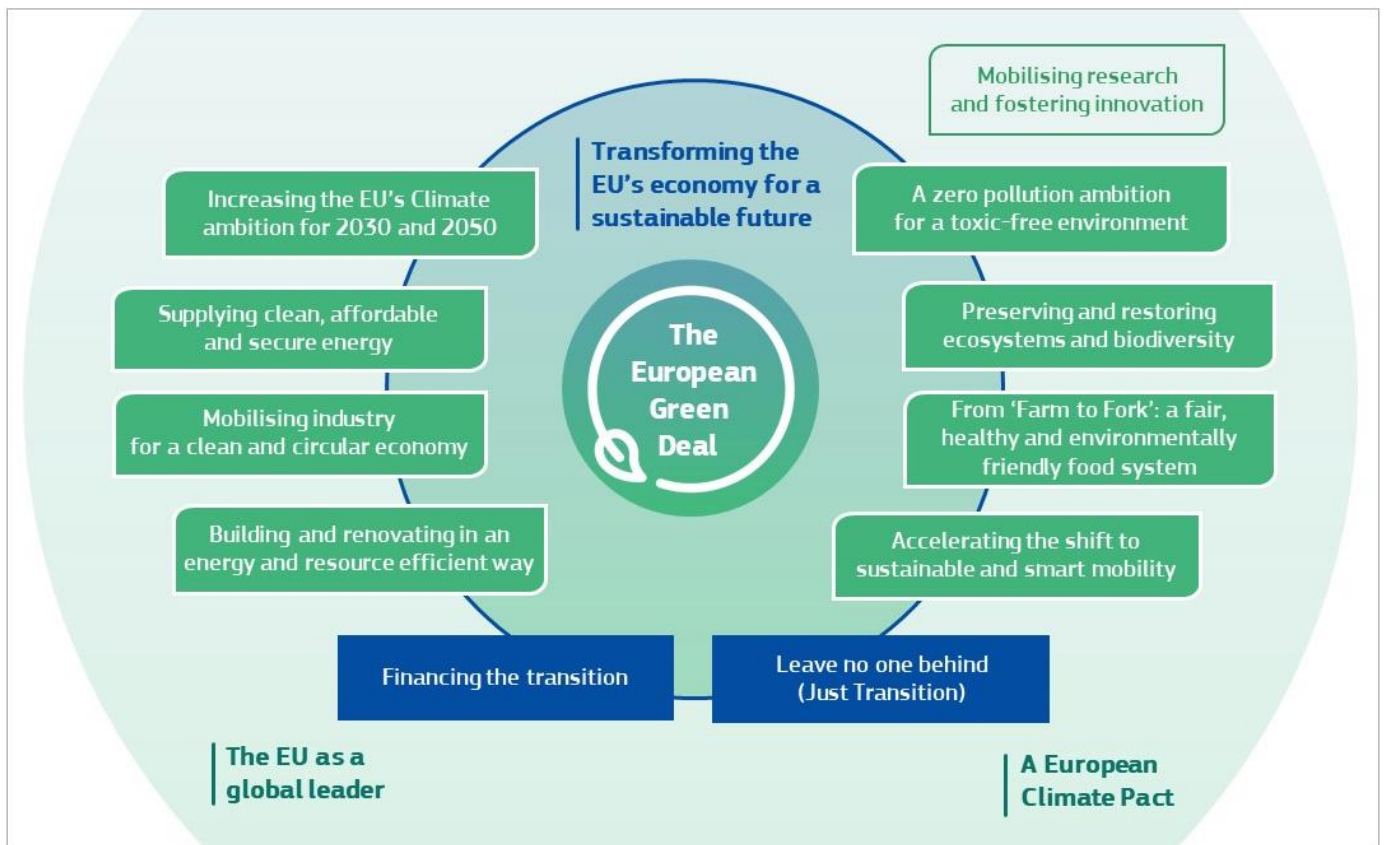 Mobilising research
and fostering innovation
Transforming the
EU's economy for a
sustainable future
Increasing the EU's Climate
ambition for 2030 and 2050
A zero pollution ambition
for a toxic-free environment
Supplying clean, affordable
and secure energy
Preserving and restoring
ecosystems and biodiversity
The
European
Green
Deal
Mobilising industry
for a clean and circular economy
From ‘Farm to Fork’: a fair,
healthy and environmentally
friendly food system
Building and renovating in an
energy and resource efficient way
Accelerating the shift to
sustainable and smart mobility
Financing the transition
Leave no one behind
(Just Transition)
The EU as a
global leader
A European
Climate Pact